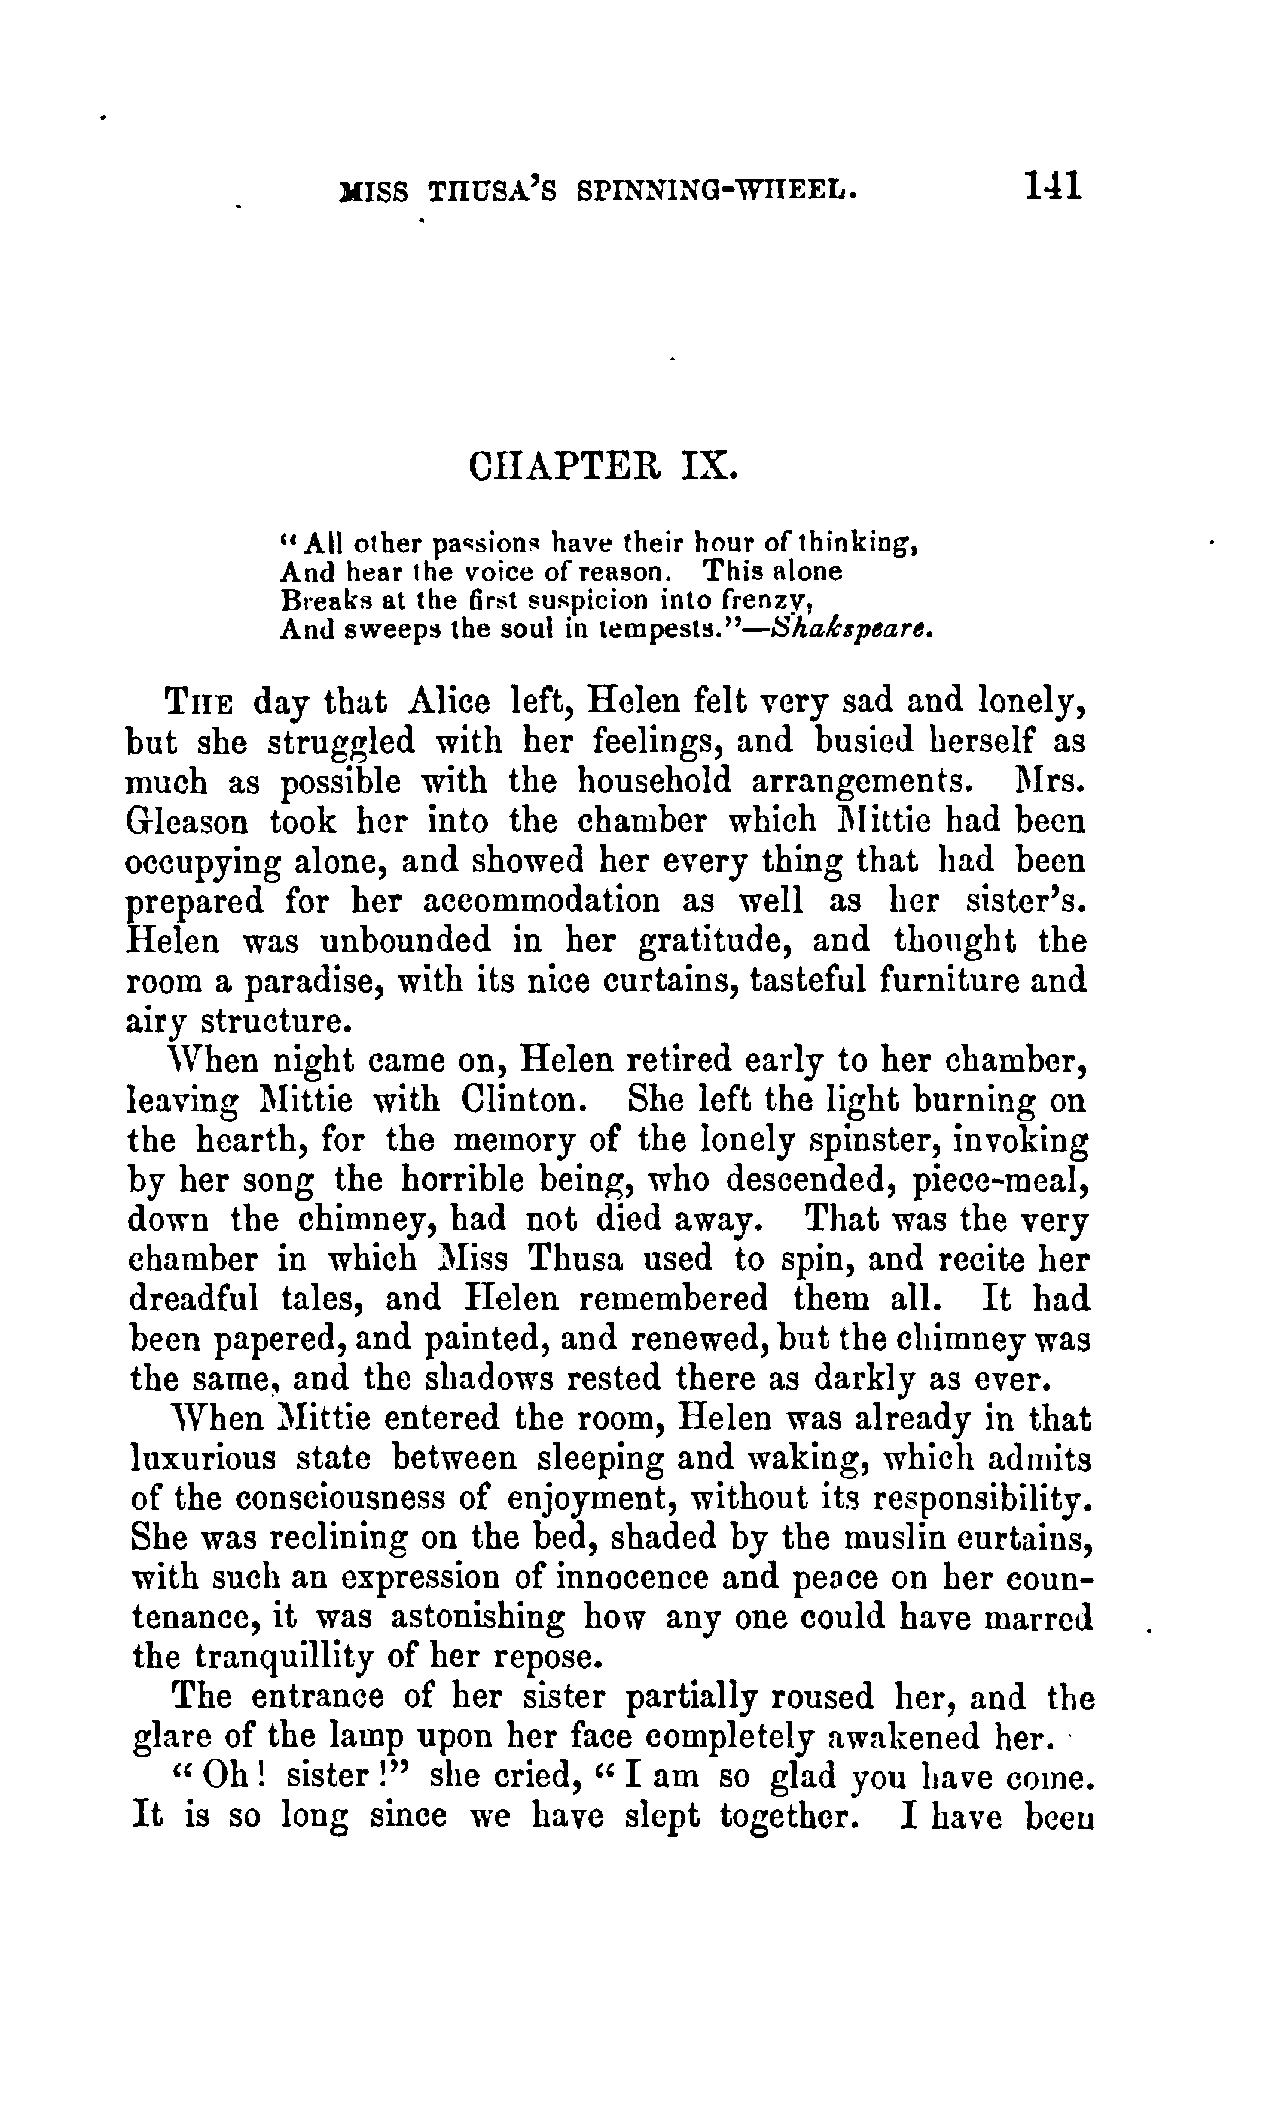 MISS THUSA'S SPINNING-WHEEL. 141
CHAPTER IX.
"All other passions have their hour of thinking,
And hear the voice of reason. This alone
Breaks at the first suspicion into frenzy,
And sweeps the soul in tempests."—Shakspeare.
THE day that Alice left, Helen felt very sad and lonely,
but she struggled with her feelings, and busied herself as
much as possible with the household arrangements. Mrs.
Gleason took her into the chamber which Mittie had been
occupying alone, and showed her every thing that had been
prepared for her accommodation as well as her sister's.
Helen was unbounded in her gratitude, and thought the
room a paradise, with its nice curtains, tasteful furniture and
airy structure.
When night came on, Helen retired early to her chamber,
leaving Mittie with Clinton. She left the light burning on
the hearth, for the memory of the lonely spinster, invoking
by her song the horrible being, who descended, piece-meal,
down the chimney, had not died away. That was the very
chamber in which Miss Thusa used to spin, and recite her
dreadful tales, and Helen remembered them all. It had
been papered, and painted, and renewed, but the chimney was
the same, and the shadows rested there as darkly as ever.
When Mittie entered the room, Helen was already in that
luxurious state between sleeping and waking, which admits
of the consciousness of enjoyment, without its responsibility.
She was reclining on the bed, shaded by the muslin curtains,
with such an expression of innocence and peace on her coun-
tenance, it was astonishing how any one could have marred
the tranquillity of her repose.
The entrance of her sister partially roused her, and the
glare of the lamp upon her face completely awakened her.
"Oh! sister!" she cried, "I am so glad you have come.
It is so long since we have slept together. I have been